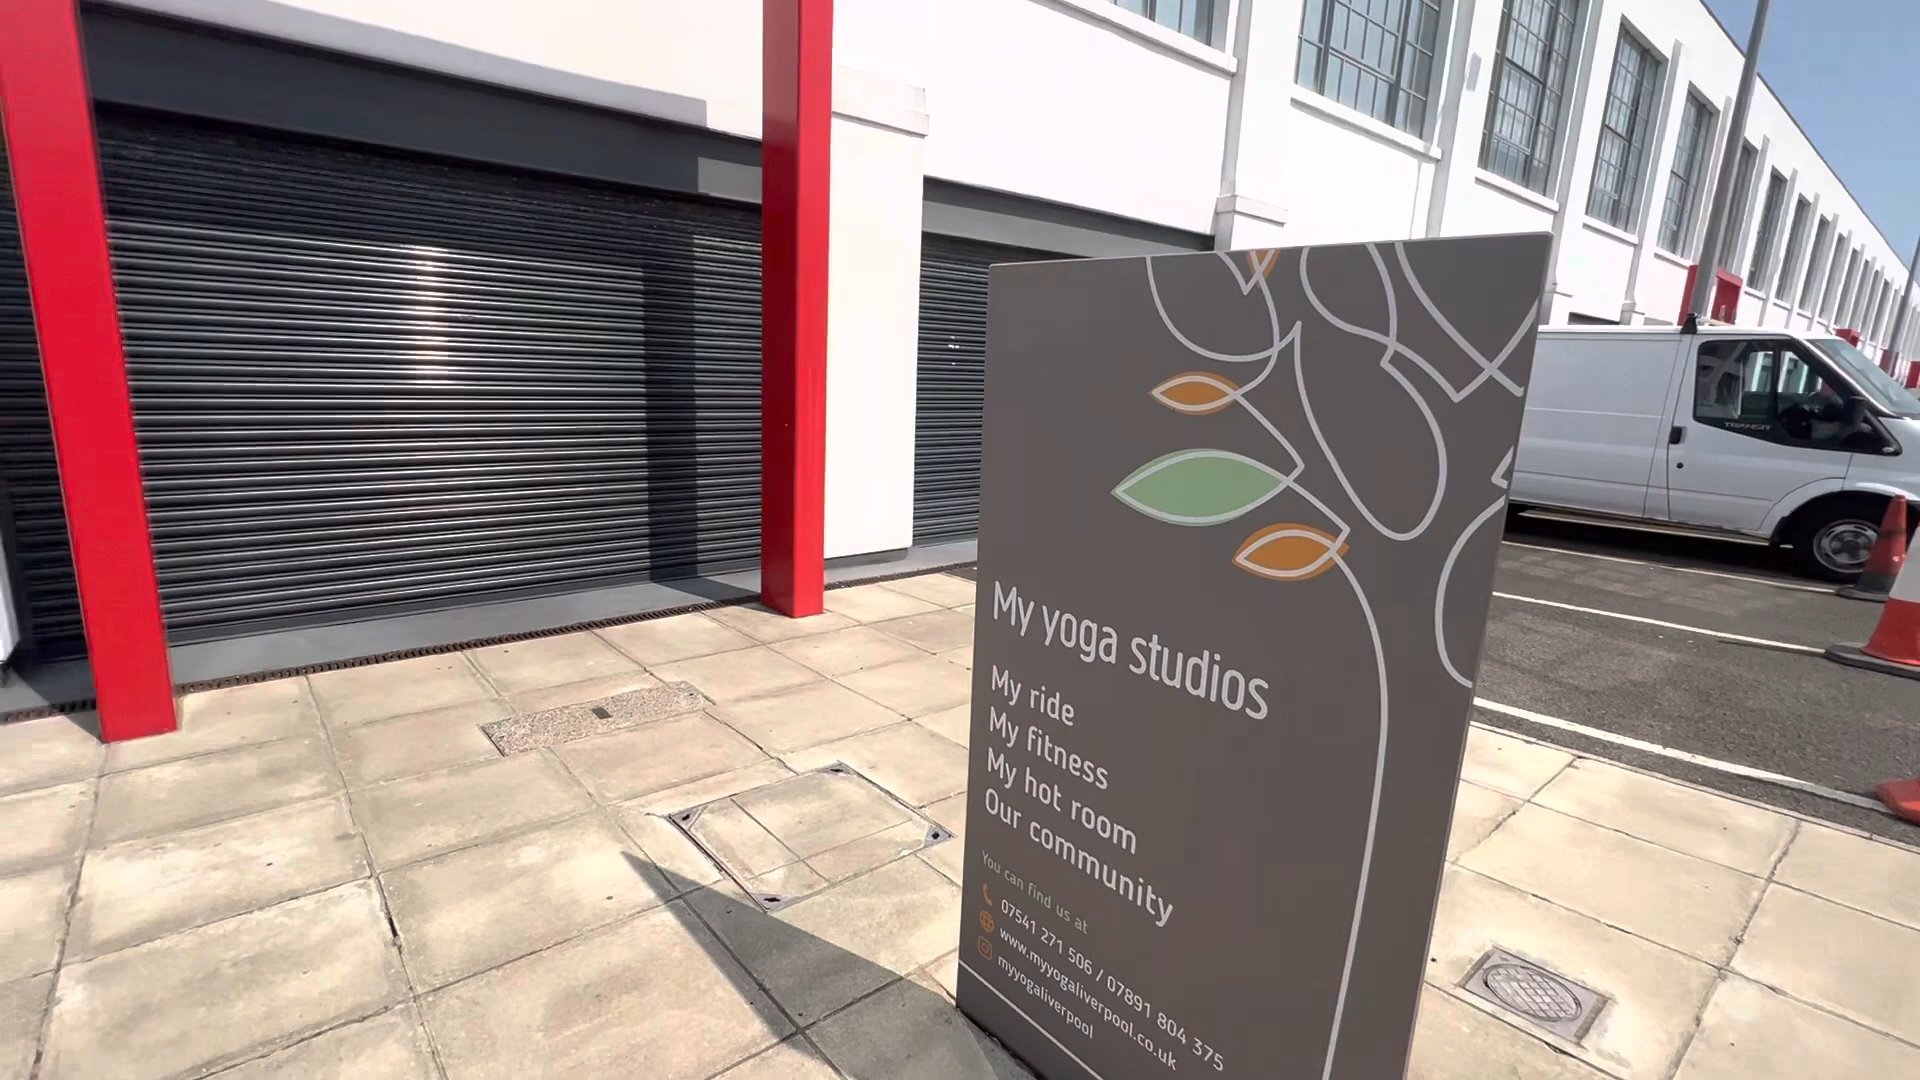 My yoga studios
My ride
My fitness
My hot room
Our community
You can find us at
07541 271 506 / 07891 804 375
www.myyogaliverpool.co.uk
myyogaliverpool
TRANSIT